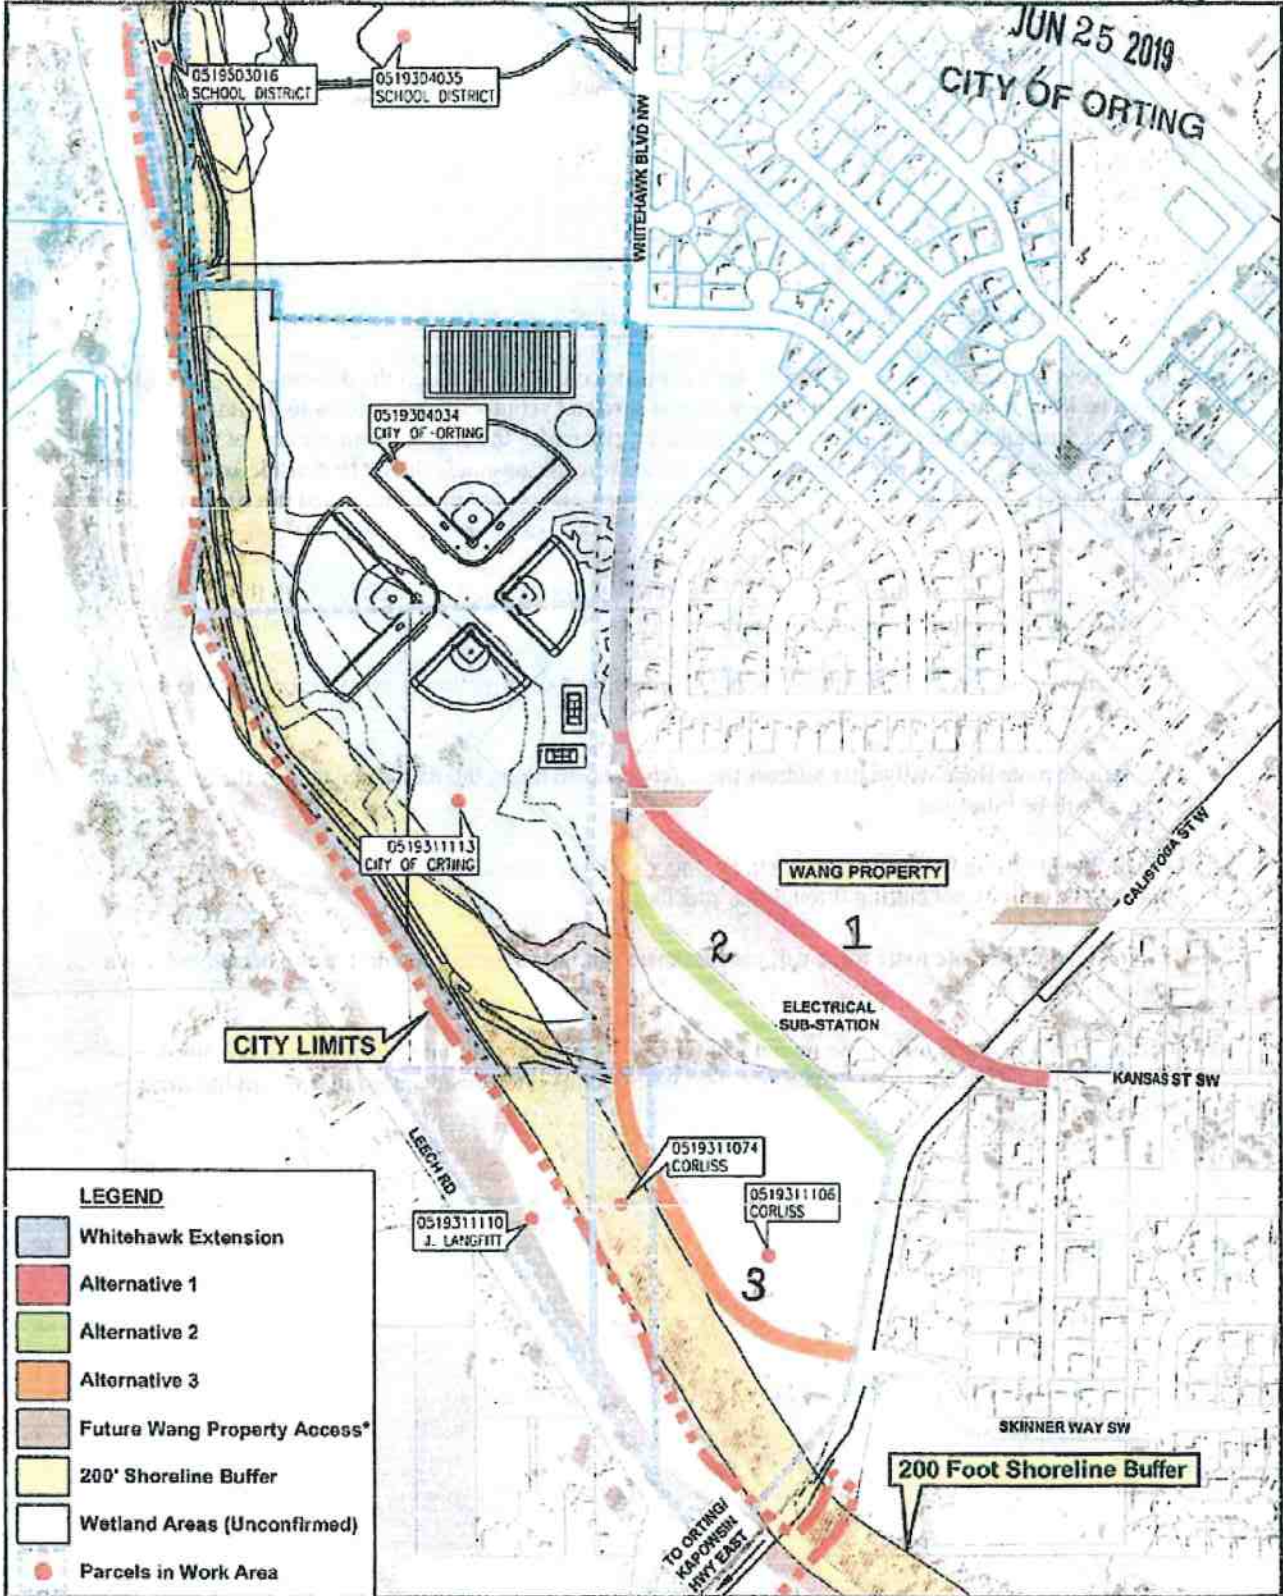 JUN 25 2019
CITY OF ORTING
0519503016
SCHOOL DISTRICT
0519304035
SCHOOL DISTRICT
WHITEHAWK BLVD NW
0519304034
CITY OF ORTING
0519311113
CITY OF CRTING
WANG PROPERTY
CALISTOGA ST W
1
2
ELECTRICAL
SUB-STATION
CITY LIMITS
KANSAS ST SW
LEECH RD
0519311074
CORLISS
0519311106
CORLISS
0519311110
J. LANGFITT
3
SKINNER WAY SW
200 Foot Shoreline Buffer
TO ORTING/
KAPOWSIN
HWY EAST
LEGEND
Whitehawk Extension
Alternative 1
Alternative 2
Alternative 3
Future Wang Property Access*
200' Shoreline Buffer
Wetland Areas (Unconfirmed)
Parcels in Work Area